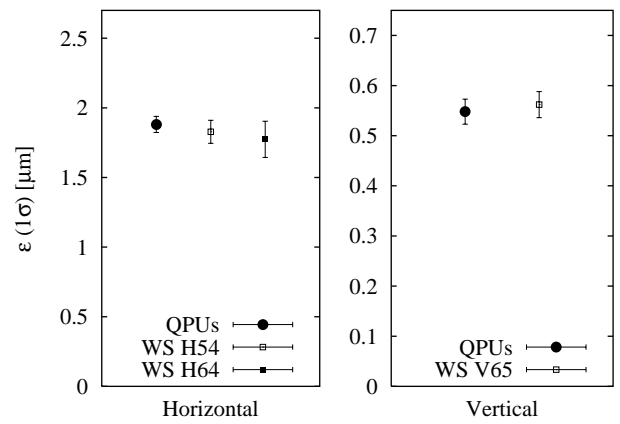 ε (1σ) [μm]
2.5
2
1.5
1
0.5
0
QPUs
WS H54
WS H64
Horizontal
0.7
0.6
0.5
0.4
0.3
0.2
0.1
0
QPUs
WS V65
Vertical